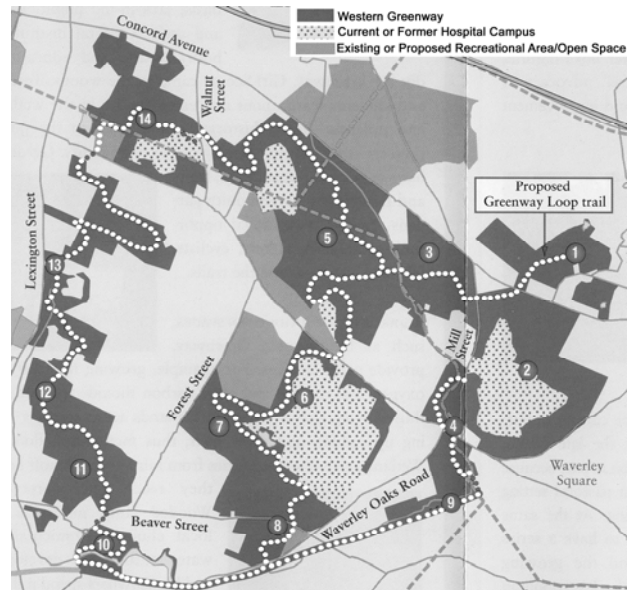 Western Greenway
Current or Former Hospital Campus
Existing or Proposed Recreational Area/Open Space
Concord Avenue
Walnut
Street
14
Proposed
Greenway Loop trail
5
3
1
Lexington Street
13
Mill
Street
2
Forest Street
12
6
7
4
Waverley
Square
11
Waverley Oaks Road
9
Beaver Street
8
10